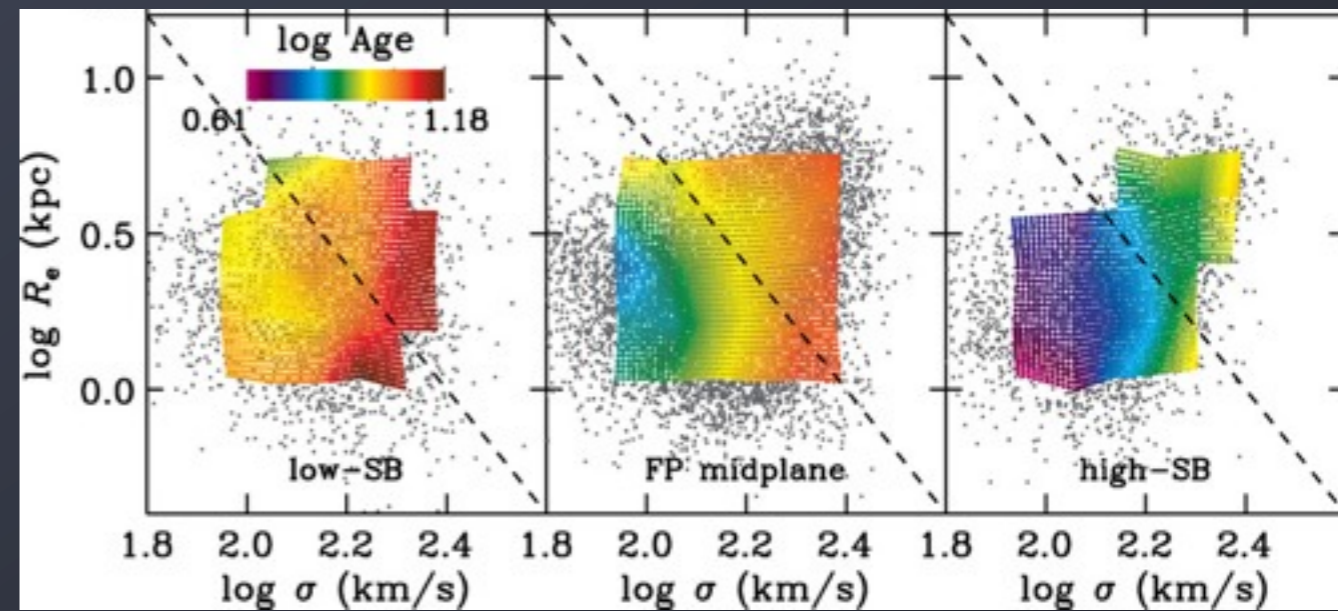 log Age
0.61 1.18
log Re (kpc)
1.0
0.5
0.0
low-SB
FP midplane
high-SB
1.8 2.0 2.2 2.4 1.8 2.0 2.2 2.4 1.8 2.0 2.2 2.4
log σ (km/s) log σ (km/s) log σ (km/s)